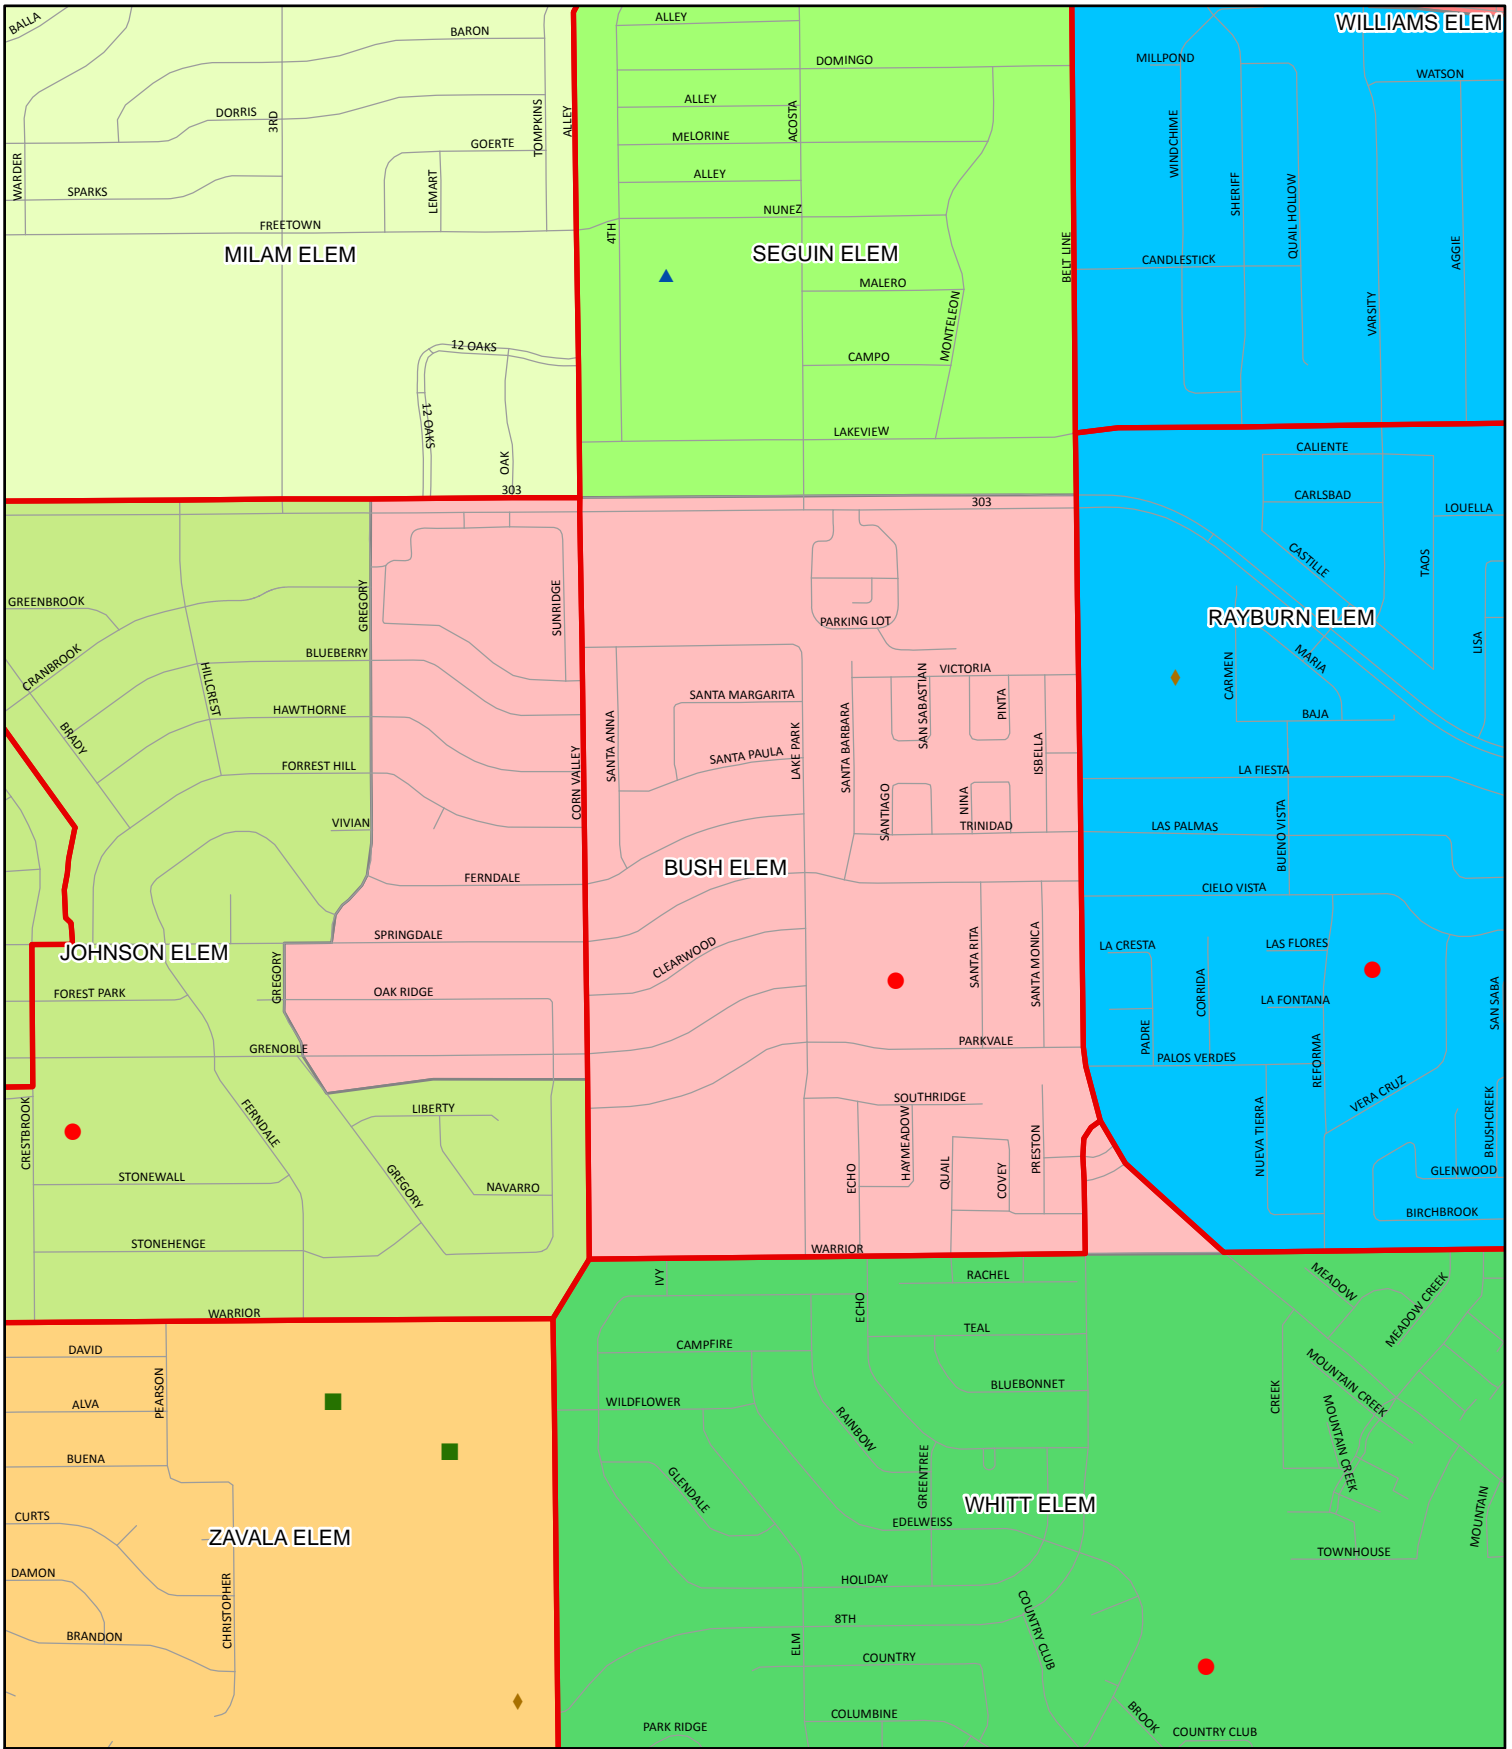 BALLA
BARON
ALLEY
WILLIAMS ELEM
DOMINGO
MILLPOND
WATSON
DORRIS
3RD
TOMPKINS
ALLEY
ALLEY
ACOSTA
MELORINE
GOERTE
WARDER
SPARKS
LEMART
ALLEY
WINDCHIME
SHERIFF
QUAIL HOLLOW
NUNEZ
FREETOWN
4TH
MILAM ELEM
SEGUIN ELEM
BELT LINE
CANDLESTICK
AGGIE
MALERO
VARSITY
MONTELEON
12 OAKS
CAMPO
12 OAKS
LAKEVIEW
OAK
CALIENTE
303
303
CARLSBAD
LOUELLA
CASTILLE
TAOS
GREENBROOK
GREGORY
SUNRIDGE
PARKING LOT
RAYBURN ELEM
LISA
CRANBROOK
BLUEBERRY
HILLCREST
VICTORIA
MARIA
CARMEN
SANTA MARGARITA
SAN SABASTIAN
PINTA
HAWTHORNE
BAJA
BRADY
SANTA ANNA
LAKE PARK
SANTA BARBARA
ISBELLA
SANTA PAULA
FORREST HILL
CORN VALLEY
LA FIESTA
SANTIAGO
NINA
VIVIAN
TRINIDAD
LAS PALMAS
BUENO VISTA
BUSH ELEM
FERNDALE
CIELO VISTA
SPRINGDALE
JOHNSON ELEM
CLEARWOOD
SANTA RITA
SANTA MONICA
LA CRESTA
LAS FLORES
GREGORY
CORRIDA
FOREST PARK
OAK RIDGE
LA FONTANA
SAN SABA
PADRE
GRENOBLE
PARKVALE
PALOS VERDES
REFORMA
SOUTHRIDGE
VERA CRUZ
CRESTBROOK
FERNDALE
LIBERTY
HAYMEADOW
PRESTON
NUEVA TIERRA
BRUSHCREEK
STONEWALL
GREGORY
NAVARRO
ECHO
QUAIL
COVEY
GLENWOOD
BIRCHBROOK
STONEHENGE
WARRIOR
IVY
RACHEL
MEADOW
MEADOW CREEK
WARRIOR
ECHO
TEAL
DAVID
CAMPFIRE
MOUNTAIN CREEK
PEARSON
BLUEBONNET
CREEK
ALVA
WILDFLOWER
RAINBOW
MOUNTAIN CREEK
BUENA
GLENDALE
GREENTREE
WHITT ELEM
MOUNTAIN
CURTS
EDELWEISS
ZAVALA ELEM
TOWNHOUSE
DAMON
HOLIDAY
CHRISTOPHER
COUNTRY CLUB
8TH
BRANDON
ELM
COUNTRY
COLUMBINE
BROOK
PARK RIDGE
COUNTRY CLUB